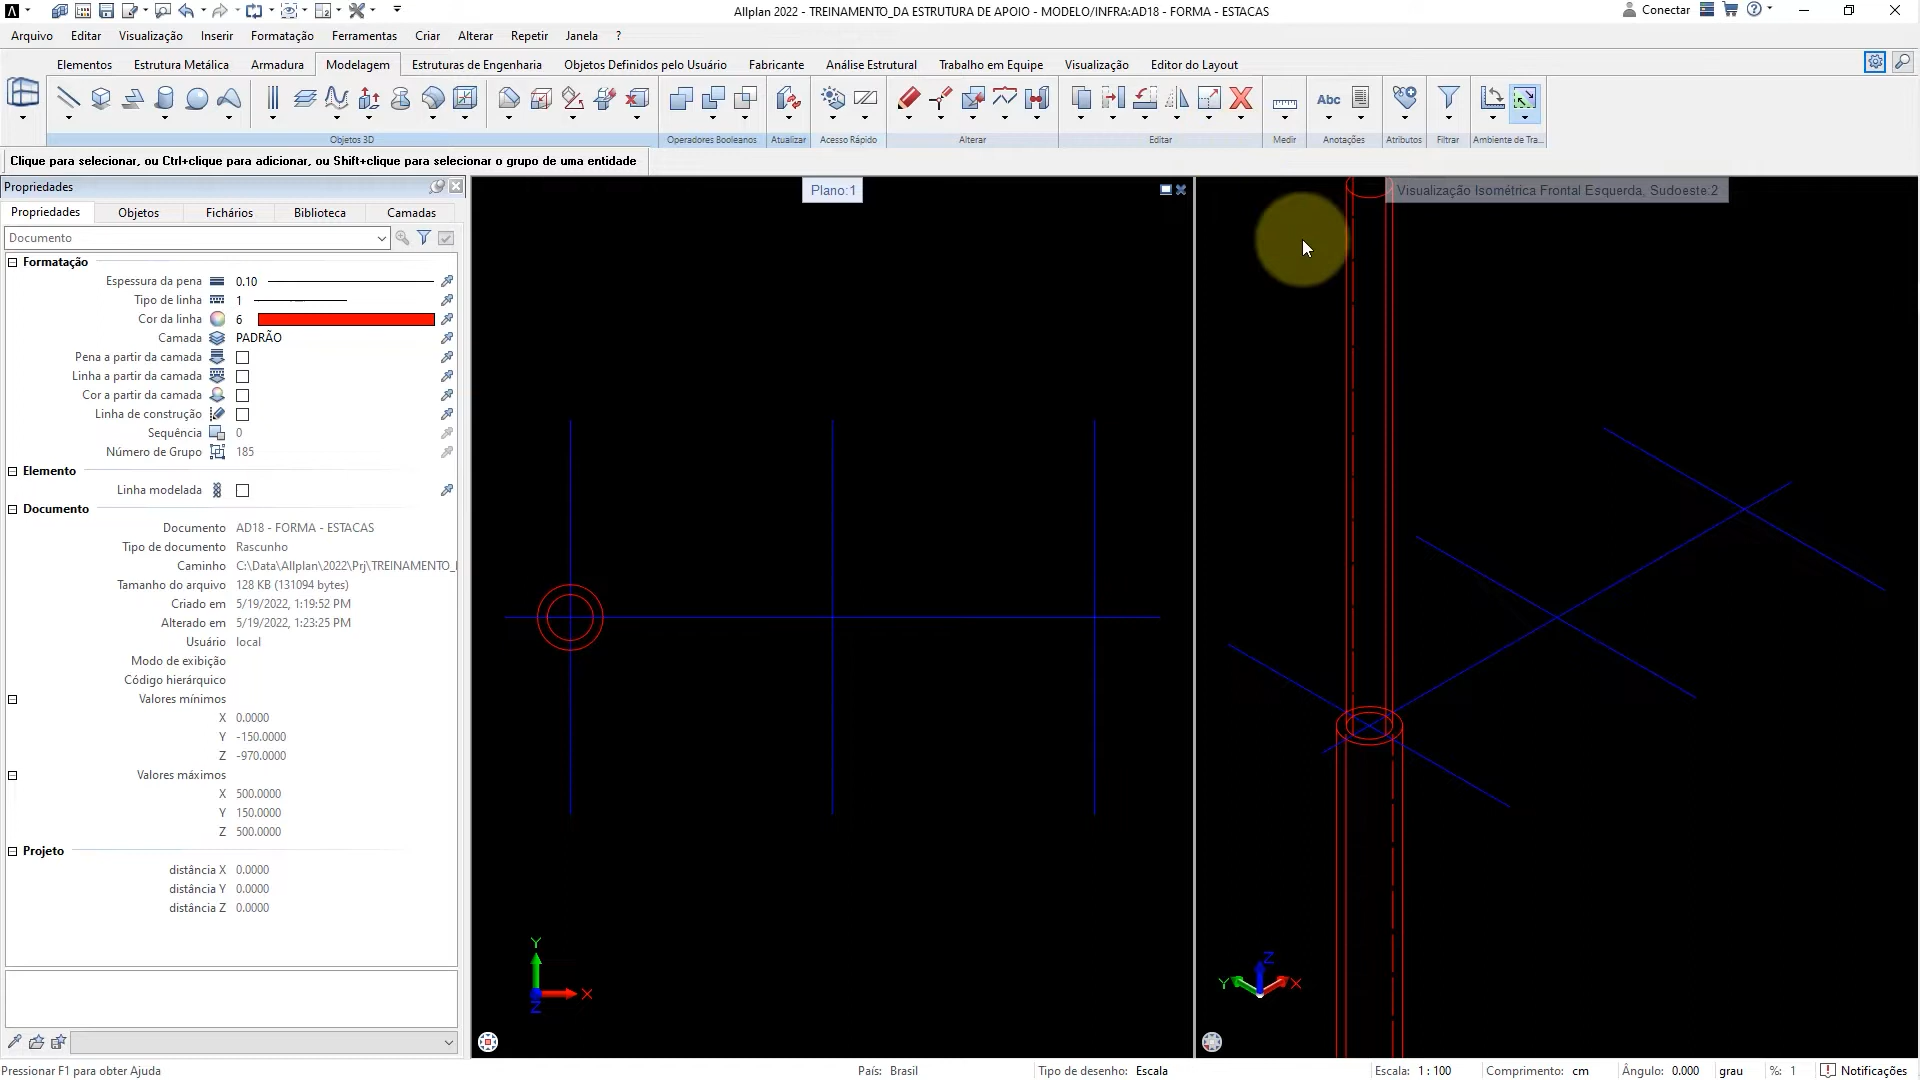 Allplan 2022 - TREINAMENTO_DA ESTRUTURA DE APOIO - MODELO/INFRA:AD18 - FORMA - ESTACAS
Conectar
Arquivo Editar Visualização Inserir Formatação Ferramentas Criar Alterar Repetir Janela ?
Elementos Estrutura Metálica Armadura Modelagem Estruturas de Engenharia Objetos Definidos pelo Usuário Fabricante Análise Estrutural Trabalho em Equipe Visualização Editor do Layout
Abc
Objetos 3D Operadores Booleanos Atualizar Acesso Rápido Alterar Editar Medir Anotações Atributos Filtrar Ambiente de Tra...
Clique para selecionar, ou Ctrl+clique para adicionar, ou Shift+clique para selecionar o grupo de uma entidade
Propriedades
Plano:1
Visualização Isométrica Frontal Esquerda, Sudoeste:2
Propriedades Objetos Fichários Biblioteca Camadas
Documento
Formatação
Espessura da pena 0.10
Tipo de linha 1
Cor da linha 6
Camada PADRÃO
Pena a partir da camada
Linha a partir da camada
Cor a partir da camada
Linha de construção
Sequência 0
Número de Grupo 185
Elemento
Linha modelada
Documento
Documento AD18 - FORMA - ESTACAS
Tipo de documento Rascunho
Caminho C:\Data\Allplan\2022\Prj\TREINAMENTO_
Tamanho do arquivo 128 KB (131094 bytes)
Criado em 5/19/2022, 1:19:52 PM
Alterado em 5/19/2022, 1:23:25 PM
Usuário local
Modo de exibição
Código hierárquico
Valores mínimos
X 0.0000
Y -150.0000
Z -970.0000
Valores máximos
X 500.0000
Y 150.0000
Z 500.0000
Projeto
distância X 0.0000
distância Y 0.0000
distância Z 0.0000
Y
X
Z
Z
Y
X
Pressionar F1 para obter Ajuda País: Brasil Tipo de desenho: Escala Escala: 1 : 100 Comprimento: cm Ângulo: 0.000 grau %: 1 Notificações